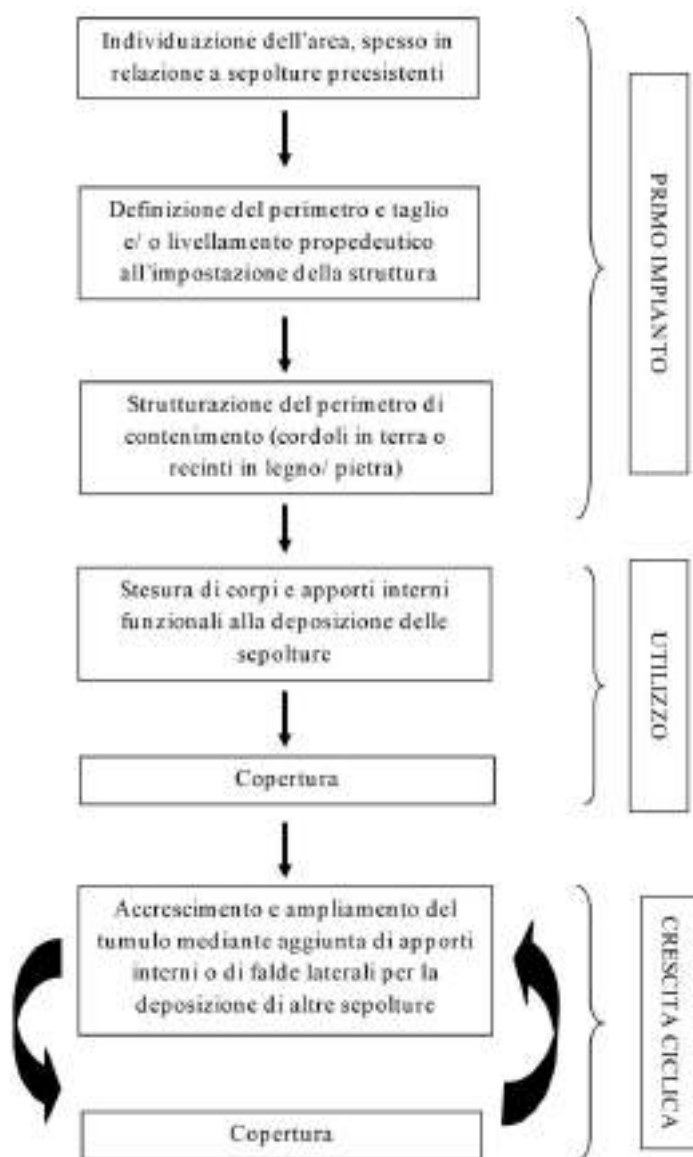 Individuazione dell'area, spesso in
relazione a sepolture preesistenti
Definizione del perimetro e taglio
e/ o livellamento propedeutico
all'impostazione della struttura
Strutturazione del perimetro di
contenimento (cordoli in terra o
recinti in legno/ pietra)
PRIMO IMPIANTO
Stesura di corpi e apporti interni
funzionali alla deposizione delle
sepolture
Copertura
UTILIZZO
Accrescimento e ampliamento del
tumulo mediante aggiunta di apporti
interni o di falde laterali per la
deposizione di altre sepolture
Copertura
CRESCITA CICLICA